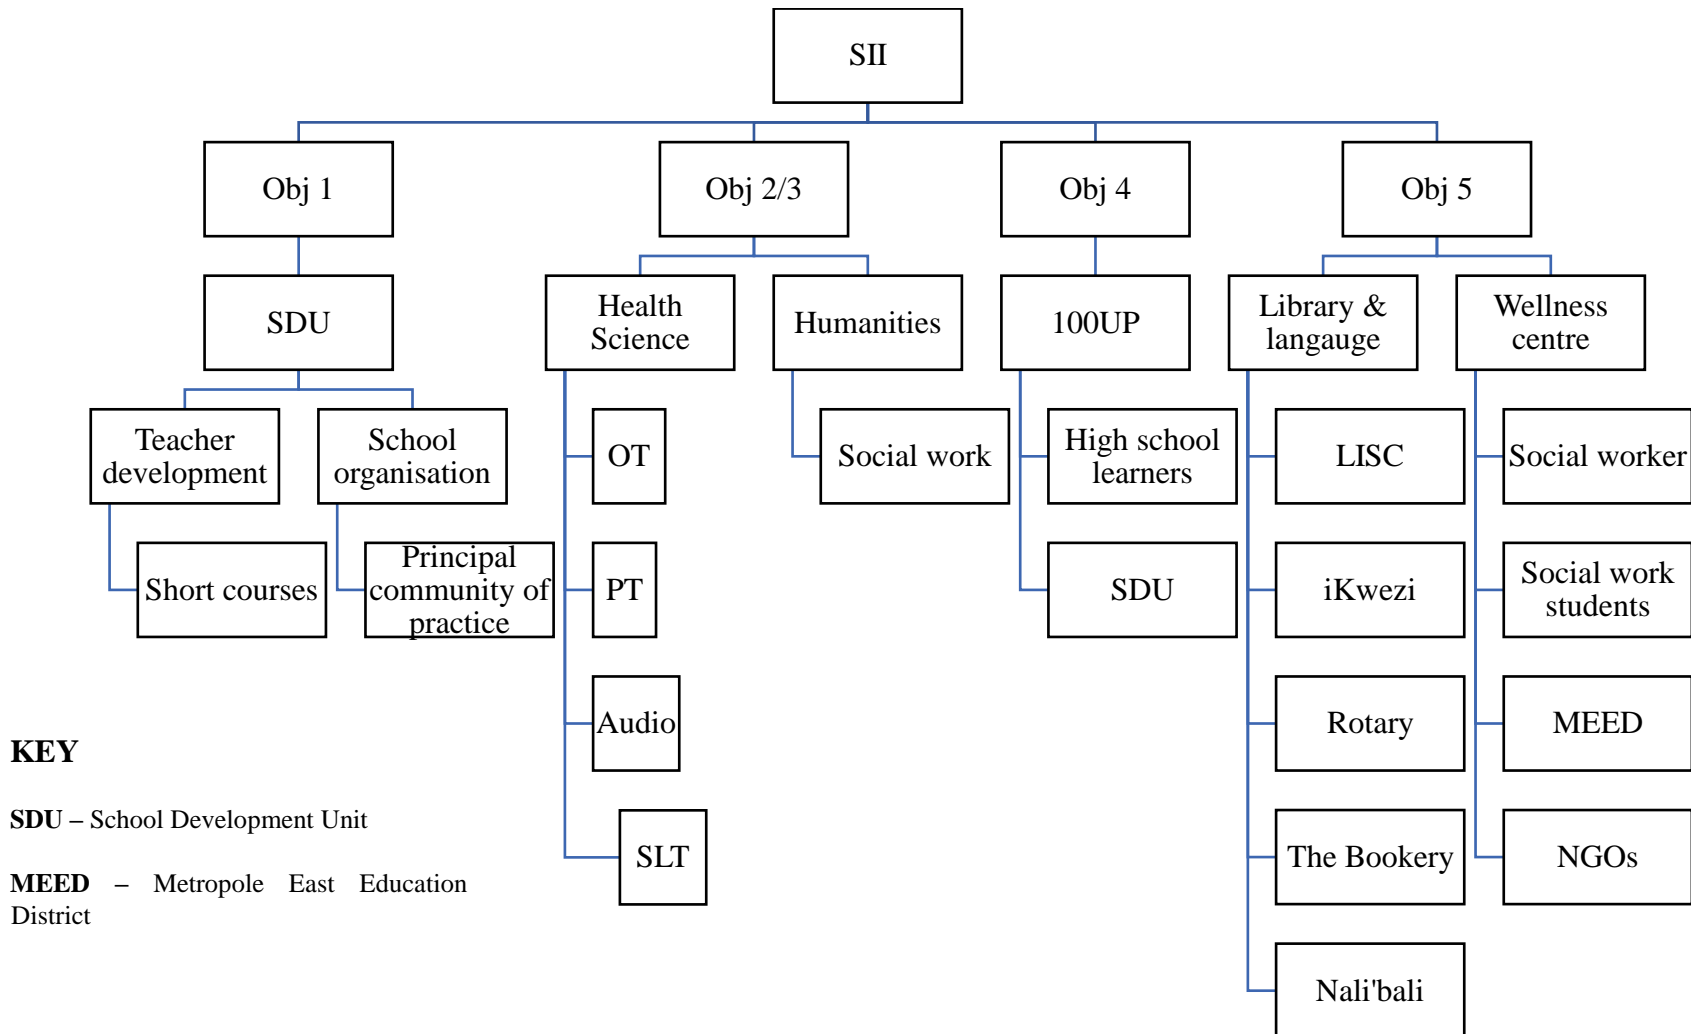 SII
Obj 1
Obj 2/3
Obj 4
Obj 5
SDU
Health
Science
Humanities
100UP
Library &
langauge
Wellness
centre
Teacher
development
School
organisation
OT
Social work
High school
learners
LISC
Social worker
Short courses
Principal
community of
practice
PT
SDU
iKwezi
Social work
students
Audio
Rotary
MEED
SLT
The Bookery
NGOs
Nali'bali
KEY
SDU – School Development Unit
MEED – Metropole East Education
District